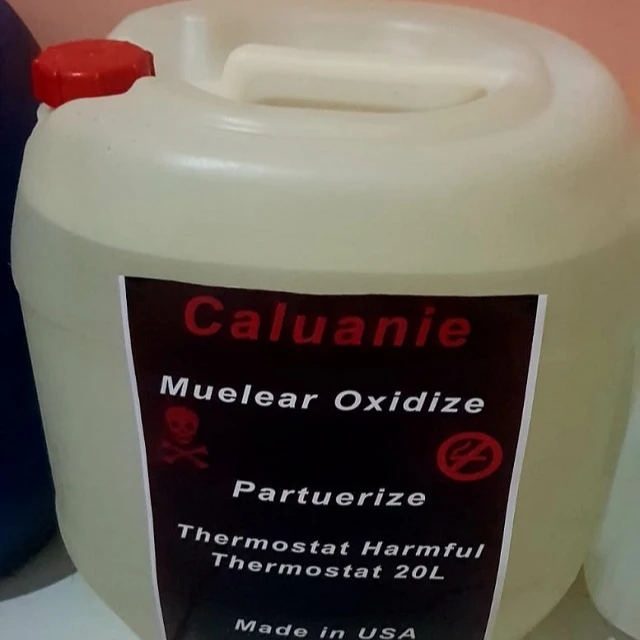 Caluanie
Muelear Oxidize
Partuerize
Thermostat Harmful
Thermostat 20L
Made in USA